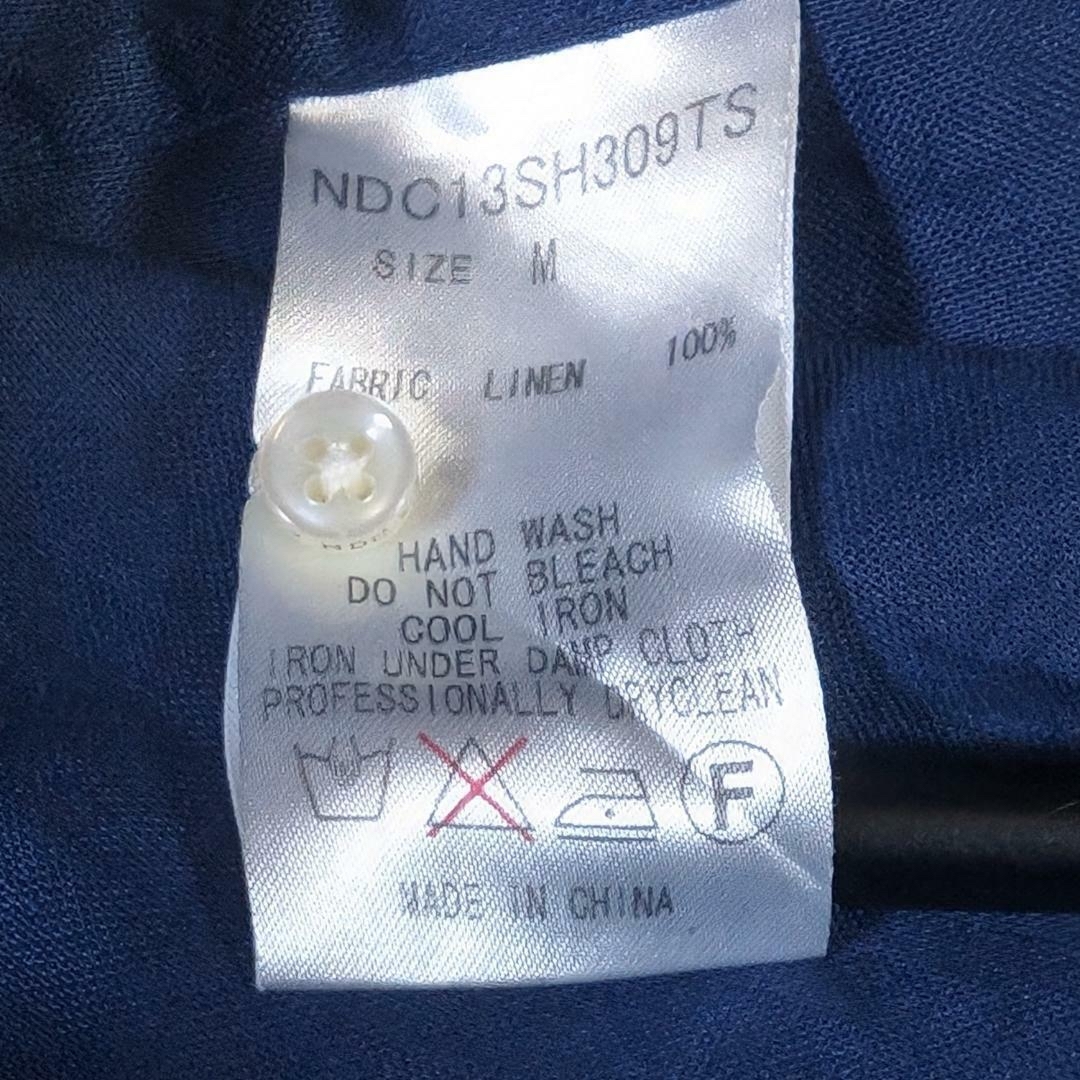 NDC13SH309TS
SIZE M
FABRIC LINEN 100%
HAND WASH
DO NOT BLEACH
COOL IRON
IRON UNDER DAMP CLOTH
PROFESSIONALLY DRYCLEAN
F
MADE IN CHINA